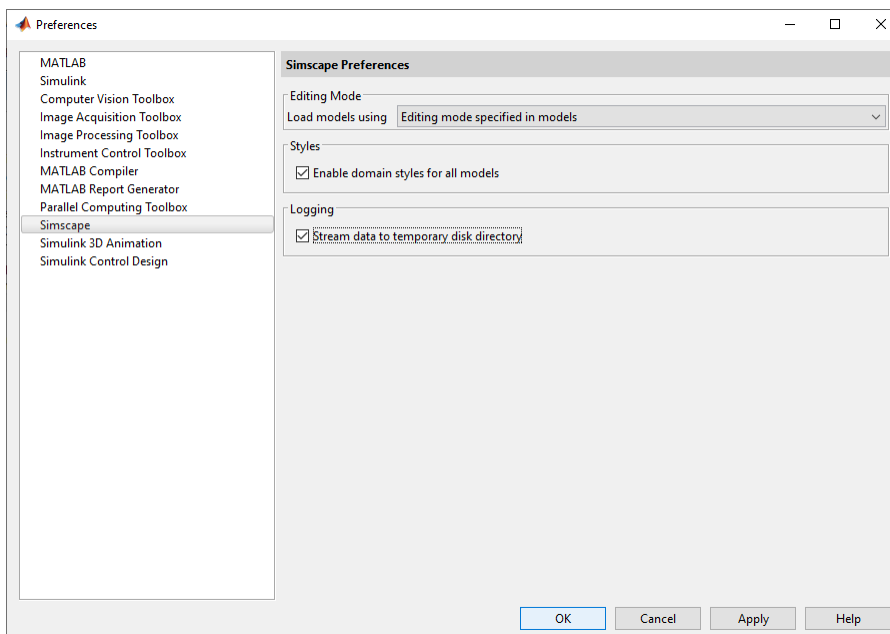 Preferences
MATLAB
Simulink
Computer Vision Toolbox
Image Acquisition Toolbox
Image Processing Toolbox
Instrument Control Toolbox
MATLAB Compiler
MATLAB Report Generator
Parallel Computing Toolbox
Simscape
Simulink 3D Animation
Simulink Control Design
Simscape Preferences
Editing Mode
Load models using Editing mode specified in models
Styles
Enable domain styles for all models
Logging
Stream data to temporary disk directory
OK Cancel Apply Help